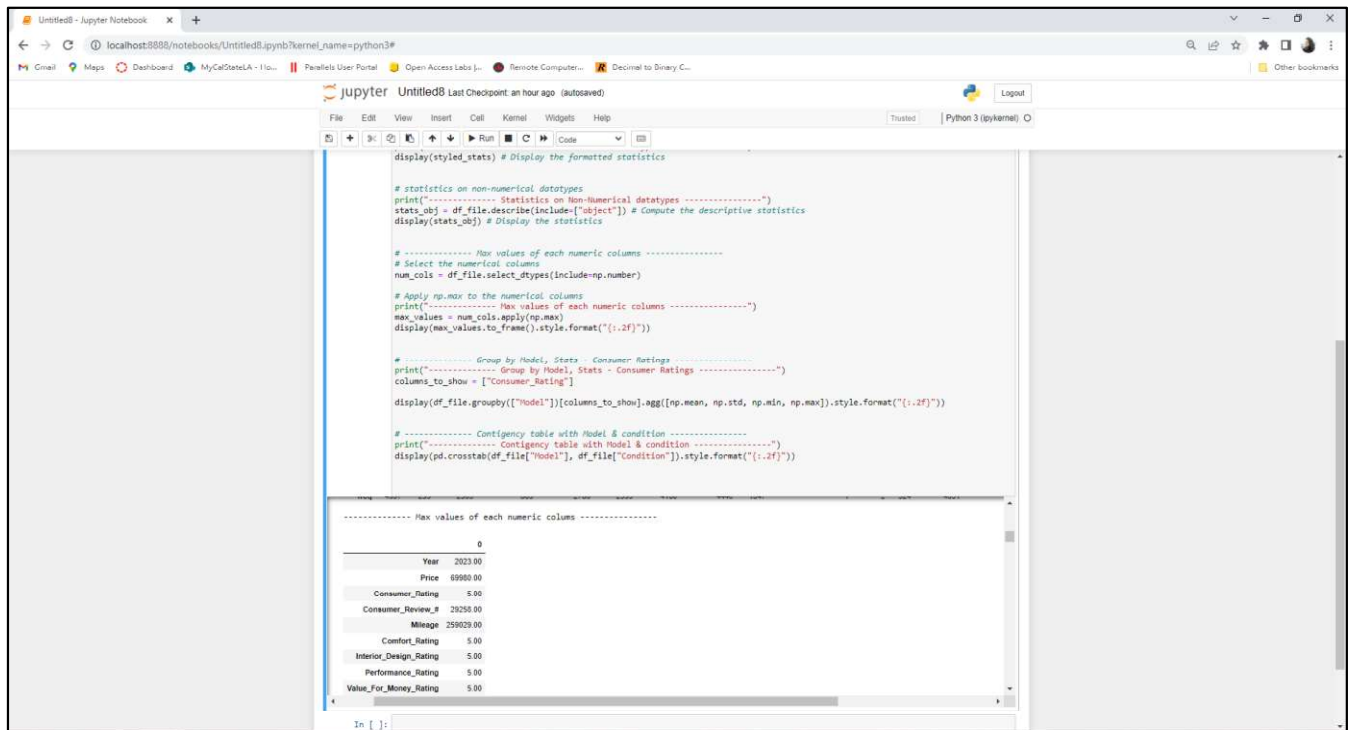 Untitled8 - Jupyter Notebook
localhost:8888/notebooks/Untitled8.ipynb?kernel_name=python3#
Gmail Maps Dashboard MyCalStateLA - Ho... Parallels User Portal Open Access Labs |... Remote Computer... Decimal to Binary C... Other bookmarks
jupyter Untitled8 Last Checkpoint: an hour ago (autosaved) Logout
File Edit View Insert Cell Kernel Widgets Help Trusted Python 3 (ipykernel)
Run Code
display(styled_stats) # Display the formatted statistics
# statistics on non-numerical datatypes
print("-------------- Statistics on Non-Numerical datatypes ----------------")
stats_obj = df_file.describe(include=["object"]) # Compute the descriptive statistics
display(stats_obj) # Display the statistics
# -------------- Max values of each numeric columns ----------------
# Select the numerical columns
num_cols = df_file.select_dtypes(include=np.number)
# Apply np.max to the numerical columns
print("-------------- Max values of each numeric columns ----------------")
max_values = num_cols.apply(np.max)
display(max_values.to_frame().style.format("{:.2f}"))
# -------------- Group by Model, Stats - Consumer Ratings ----------------
print("-------------- Group by Model, Stats - Consumer Ratings ----------------")
columns_to_show = ["Consumer_Rating"]
display(df_file.groupby(["Model"])[columns_to_show].agg([np.mean, np.std, np.min, np.max]).style.format("{:.2f}"))
# -------------- Contigency table with Model & condition ----------------
print("-------------- Contigency table with Model & condition ----------------")
display(pd.crosstab(df_file["Model"], df_file["Condition"]).style.format("{:.2f}"))
-------------- Max values of each numeric colums ----------------
0
Year 2023.00
Price 69980.00
Consumer_Rating 5.00
Consumer_Review_# 29258.00
Mileage 259029.00
Comfort_Rating 5.00
Interior_Design_Rating 5.00
Performance_Rating 5.00
Value_For_Money_Rating 5.00
In [ ]: